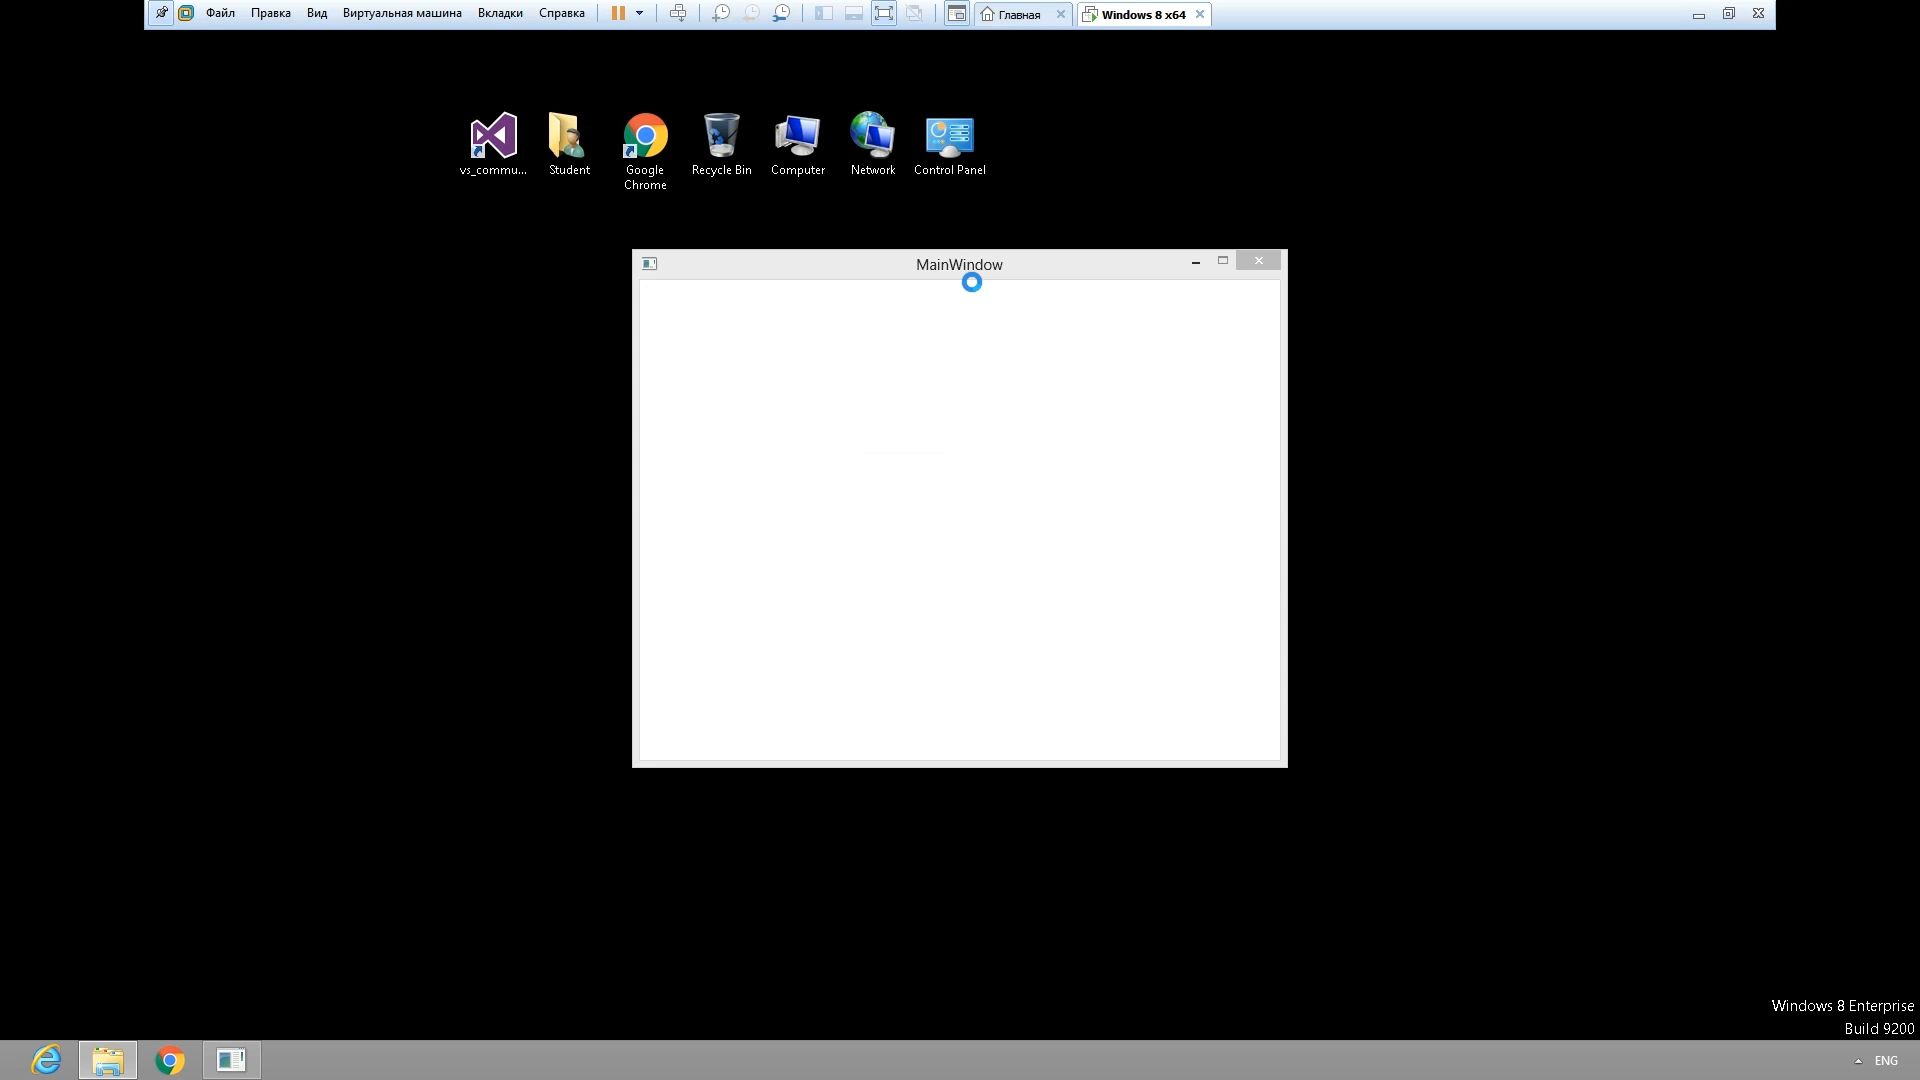 Файл Правка Вид Виртуальная машина Вкладки Справка Главная Windows 8 x64
vs_commu... Student Google Chrome Recycle Bin Computer Network Control Panel
MainWindow
Windows 8 Enterprise
Build 9200
ENG